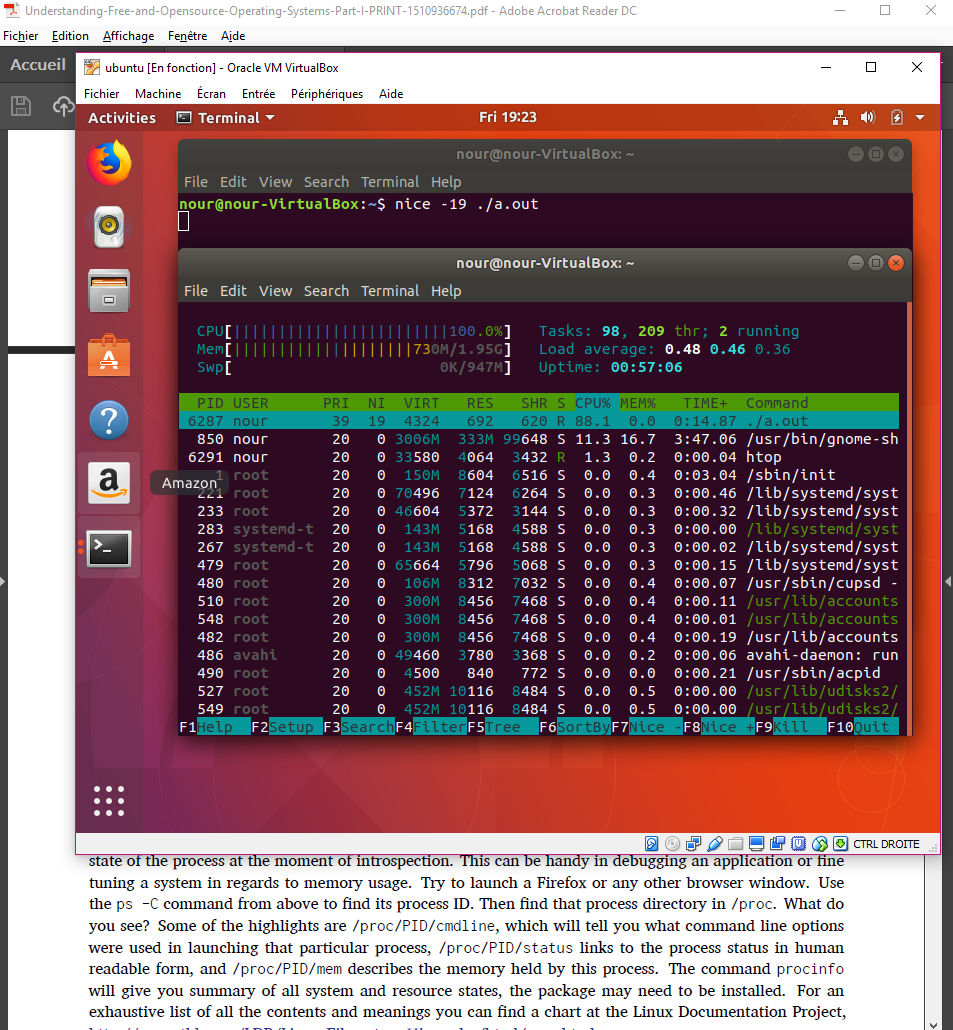 Understanding-Free-and-Opensource-Operating-Systems-Part-I-PRINT-1510936674.pdf - Adobe Acrobat Reader DC
Fichier Edition Affichage Fenêtre Aide
Accueil
ubuntu [En fonction] - Oracle VM VirtualBox
Fichier Machine Écran Entrée Périphériques Aide
Activities Terminal Fri 19:23
nour@nour-VirtualBox: ~
File Edit View Search Terminal Help
nour@nour-VirtualBox:~$ nice -19 ./a.out
nour@nour-VirtualBox: ~
File Edit View Search Terminal Help
CPU[||||||||||||||||||||||||100.0%] Tasks: 98, 209 thr; 2 running
Mem[||||||||||||||||||||730M/1.95G] Load average: 0.48 0.46 0.36
Swp[ 0K/947M] Uptime: 00:57:06
PID USER PRI NI VIRT RES SHR S CPU% MEM% TIME+ Command
6287 nour 39 19 4324 692 620 R 88.1 0.0 0:14.87 ./a.out
850 nour 20 0 3006M 333M 99648 S 11.3 16.7 3:47.06 /usr/bin/gnome-sh
6291 nour 20 0 33580 4064 3432 R 1.3 0.2 0:00.04 htop
1 root 20 0 150M 8604 6516 S 0.0 0.4 0:03.04 /sbin/init
Amazon
221 root 20 0 70496 7124 6264 S 0.0 0.3 0:00.46 /lib/systemd/syst
233 root 20 0 46604 5372 3144 S 0.0 0.3 0:00.32 /lib/systemd/syst
283 systemd-t 20 0 143M 5168 4588 S 0.0 0.3 0:00.00 /lib/systemd/syst
267 systemd-t 20 0 143M 5168 4588 S 0.0 0.3 0:00.02 /lib/systemd/syst
479 root 20 0 65664 5796 5068 S 0.0 0.3 0:00.15 /lib/systemd/syst
480 root 20 0 106M 8312 7032 S 0.0 0.4 0:00.07 /usr/sbin/cupsd -
510 root 20 0 300M 8456 7468 S 0.0 0.4 0:00.11 /usr/lib/accounts
548 root 20 0 300M 8456 7468 S 0.0 0.4 0:00.01 /usr/lib/accounts
482 root 20 0 300M 8456 7468 S 0.0 0.4 0:00.19 /usr/lib/accounts
486 avahi 20 0 49460 3780 3368 S 0.0 0.2 0:00.06 avahi-daemon: run
490 root 20 0 4500 840 772 S 0.0 0.0 0:00.21 /usr/sbin/acpid
527 root 20 0 452M 10116 8484 S 0.0 0.5 0:00.00 /usr/lib/udisks2/
549 root 20 0 452M 10116 8484 S 0.0 0.5 0:00.00 /usr/lib/udisks2/
F1Help F2Setup F3SearchF4FilterF5Tree F6SortByF7Nice -F8Nice +F9Kill F10Quit
CTRL DROITE
state of the process at the moment of introspection. This can be handy in debugging an application or fine
tuning a system in regards to memory usage. Try to launch a Firefox or any other browser window. Use
the ps -C command from above to find its process ID. Then find that process directory in /proc. What do
you see? Some of the highlights are /proc/PID/cmdline, which will tell you what command line options
were used in launching that particular process, /proc/PID/status links to the process status in human
readable form, and /proc/PID/mem describes the memory held by this process. The command procinfo
will give you summary of all system and resource states, the package may need to be installed. For an
exhaustive list of all the contents and meanings you can find a chart at the Linux Documentation Project,